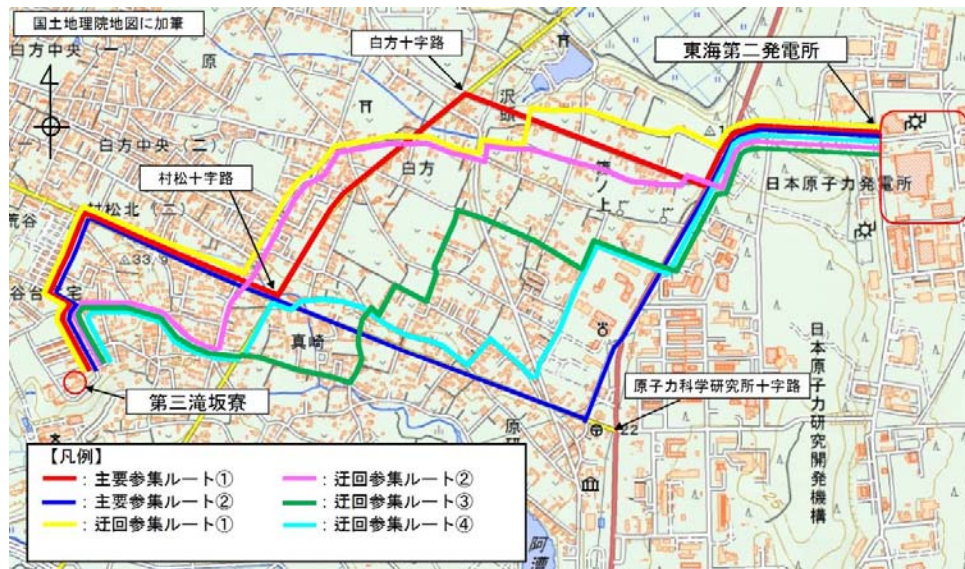 国土地理院地図に加筆
白方中央(一)
原
白方十字路
沢頭
東海第二発電所
白方中央(二)
村松十字路
白方
日本原子力発電所
村松北(二)
荒谷
33.9
真崎
第三滝坂寮
原子力科学研究所十字路
22
日本原子力研究開発機構
【凡例】
:主要参集ルート①
:迂回参集ルート②
:主要参集ルート②
:迂回参集ルート③
:迂回参集ルート①
:迂回参集ルート④